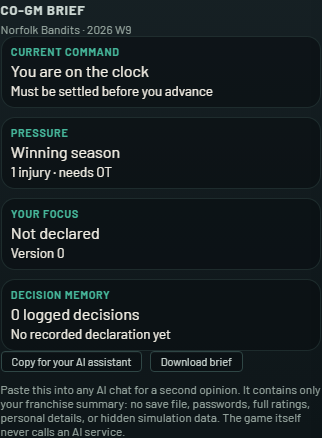 CO-GM BRIEF
Norfolk Bandits · 2026 W9
CURRENT COMMAND
You are on the clock
Must be settled before you advance
PRESSURE
Winning season
1 injury · needs OT
YOUR FOCUS
Not declared
Version 0
DECISION MEMORY
0 logged decisions
No recorded declaration yet
Copy for your AI assistant
Download brief
Paste this into any AI chat for a second opinion. It contains only
your franchise summary: no save file, passwords, full ratings,
personal details, or hidden simulation data. The game itself
never calls an AI service.